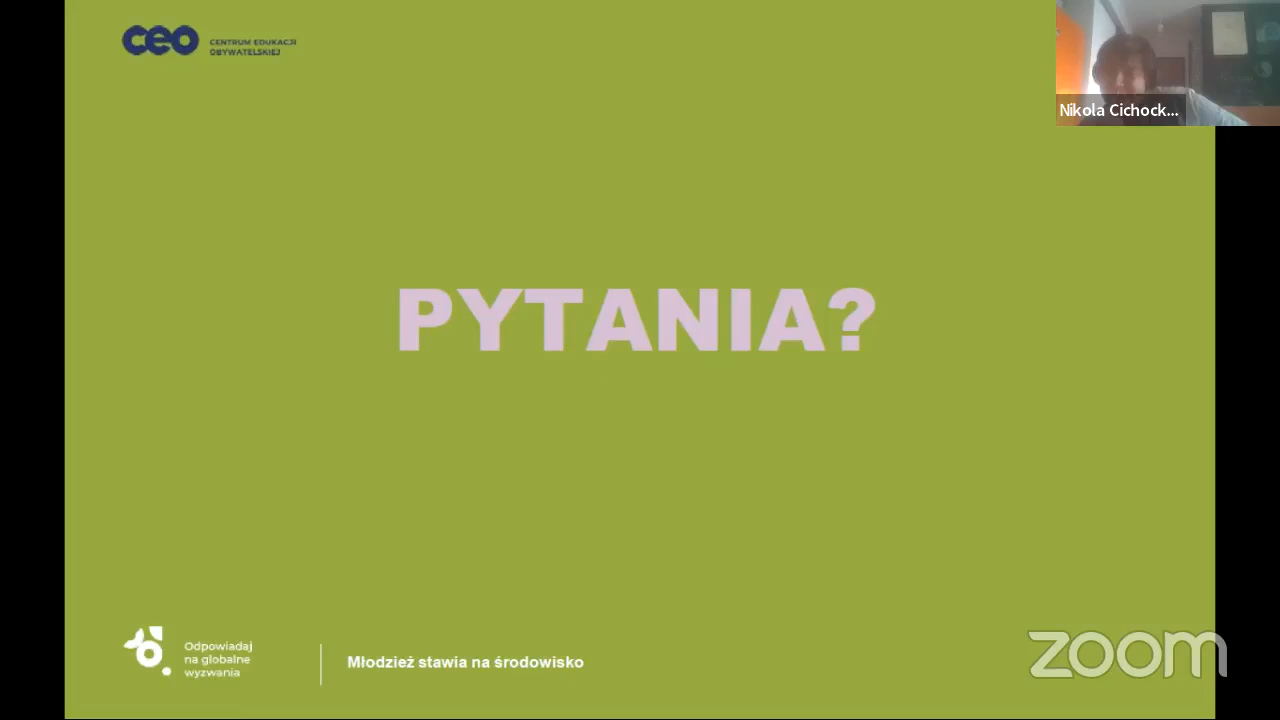 ceo
CENTRUM EDUKACJI
OBYWATELSKIEJ
Nikola Cichock...
PYTANIA?
Odpowiadaj
na globalne
wyzwania
Młodzież stawia na środowisko
zoom